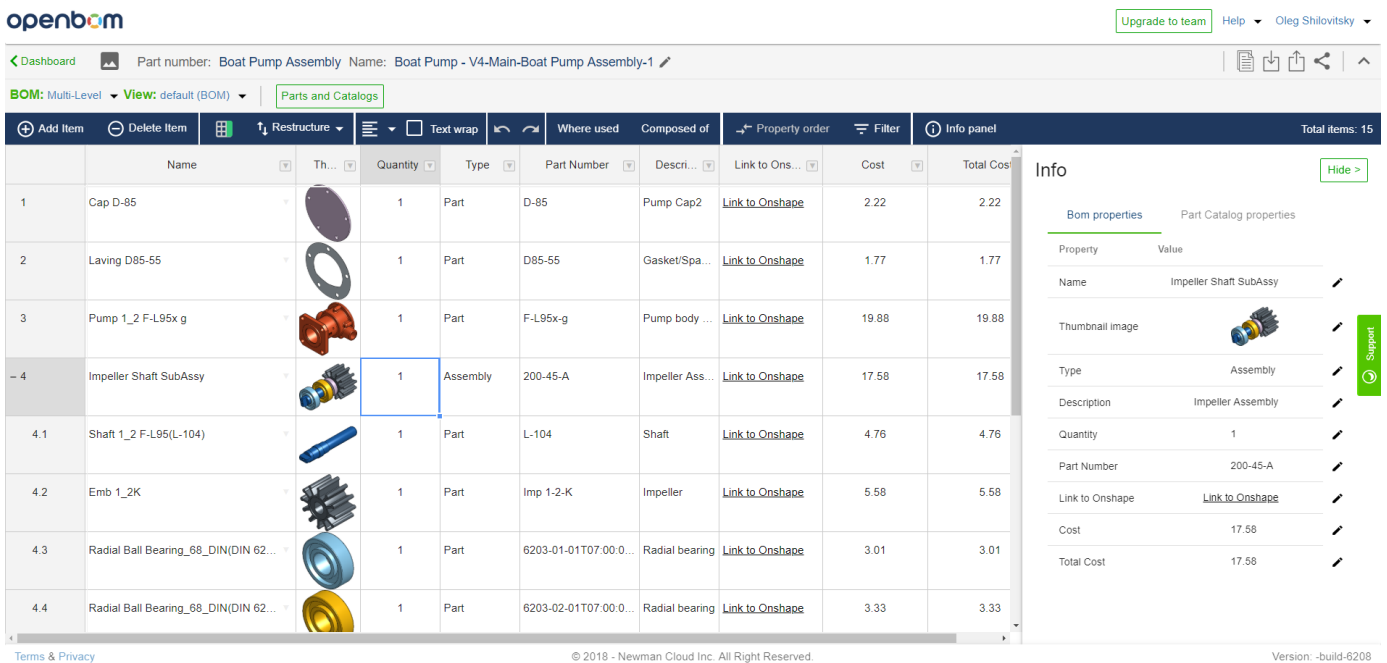 openbom
Upgrade to team Help Oleg Shilovitsky
Dashboard Part number: Boat Pump Assembly Name: Boat Pump - V4-Main-Boat Pump Assembly-1
BOM: Multi-Level View: default (BOM) Parts and Catalogs
Add Item Delete Item Restructure Text wrap Where used Composed of Property order Filter Info panel Total items: 15
Name Th... Quantity Type Part Number Descri... Link to Ons... Cost Total Cost
1 Cap D-85 1 Part D-85 Pump Cap2 Link to Onshape 2.22 2.22
2 Laving D85-55 1 Part D85-55 Gasket/Spa... Link to Onshape 1.77 1.77
3 Pump 1_2 F-L95x g 1 Part F-L95x-g Pump body ... Link to Onshape 19.88 19.88
– 4 Impeller Shaft SubAssy 1 Assembly 200-45-A Impeller Ass... Link to Onshape 17.58 17.58
4.1 Shaft 1_2 F-L95(L-104) 1 Part L-104 Shaft Link to Onshape 4.76 4.76
4.2 Emb 1_2K 1 Part Imp 1-2-K Impeller Link to Onshape 5.58 5.58
4.3 Radial Ball Bearing_68_DIN(DIN 62... 1 Part 6203-01-01T07:00:0... Radial bearing Link to Onshape 3.01 3.01
4.4 Radial Ball Bearing_68_DIN(DIN 62... 1 Part 6203-02-01T07:00:0... Radial bearing Link to Onshape 3.33 3.33
Info Hide >
Bom properties Part Catalog properties
Property Value
Name Impeller Shaft SubAssy
Thumbnail image
Type Assembly
Description Impeller Assembly
Quantity 1
Part Number 200-45-A
Link to Onshape Link to Onshape
Cost 17.58
Total Cost 17.58
Support
Terms & Privacy © 2018 - Newman Cloud Inc. All Right Reserved. Version: -build-6208